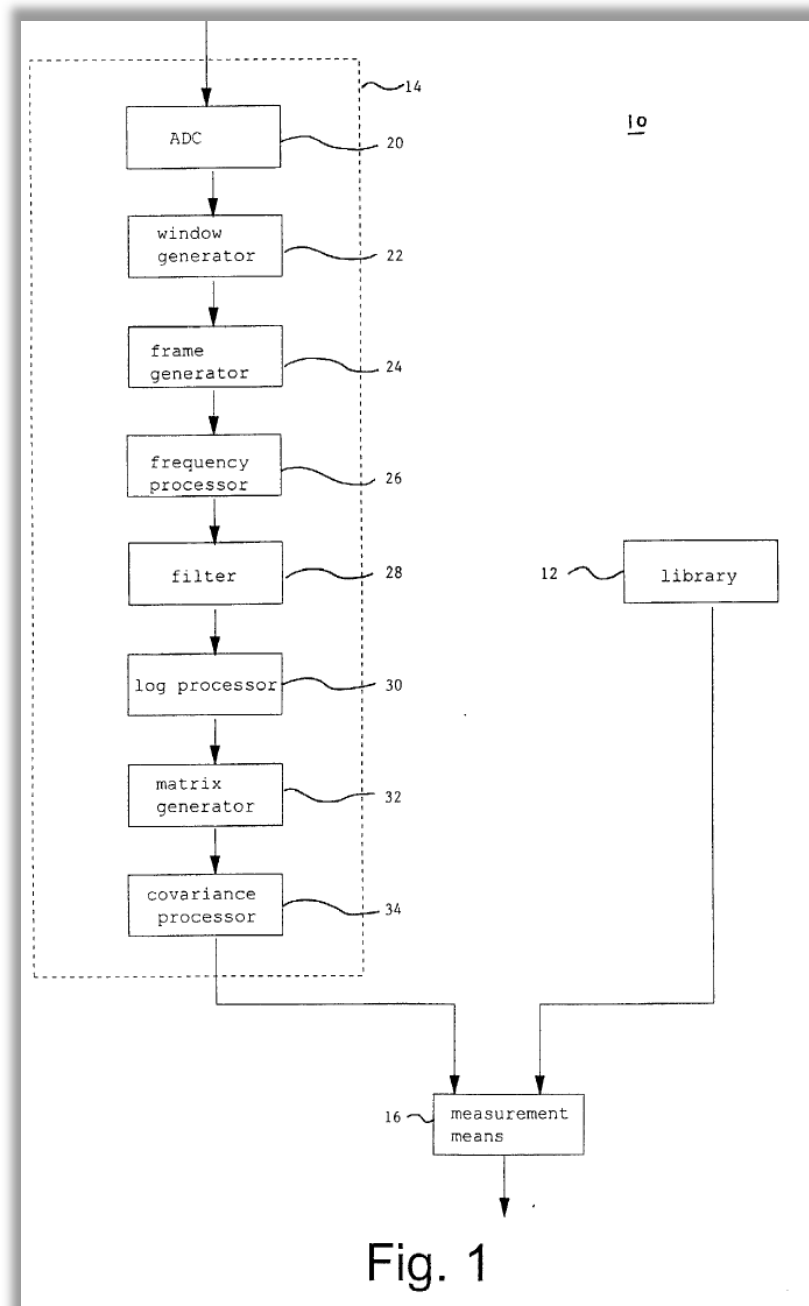 14
10
ADC
20
window
generator
22
frame
generator
24
frequency
processor
26
filter
28
12
library
log processor
30
matrix
generator
32
covariance
processor
34
16
measurement
means
Fig. 1